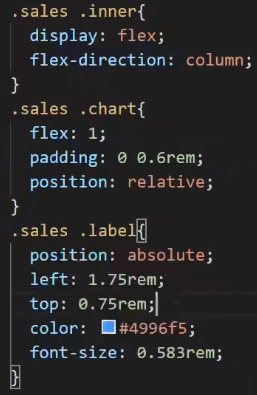 .sales .inner{
display: flex;
flex-direction: column;
}
.sales .chart{
flex: 1;
padding: 0 0.6rem;
position: relative;
}
.sales .label{
position: absolute;
left: 1.75rem;
top: 0.75rem;
color: #4996f5;
font-size: 0.583rem;
}